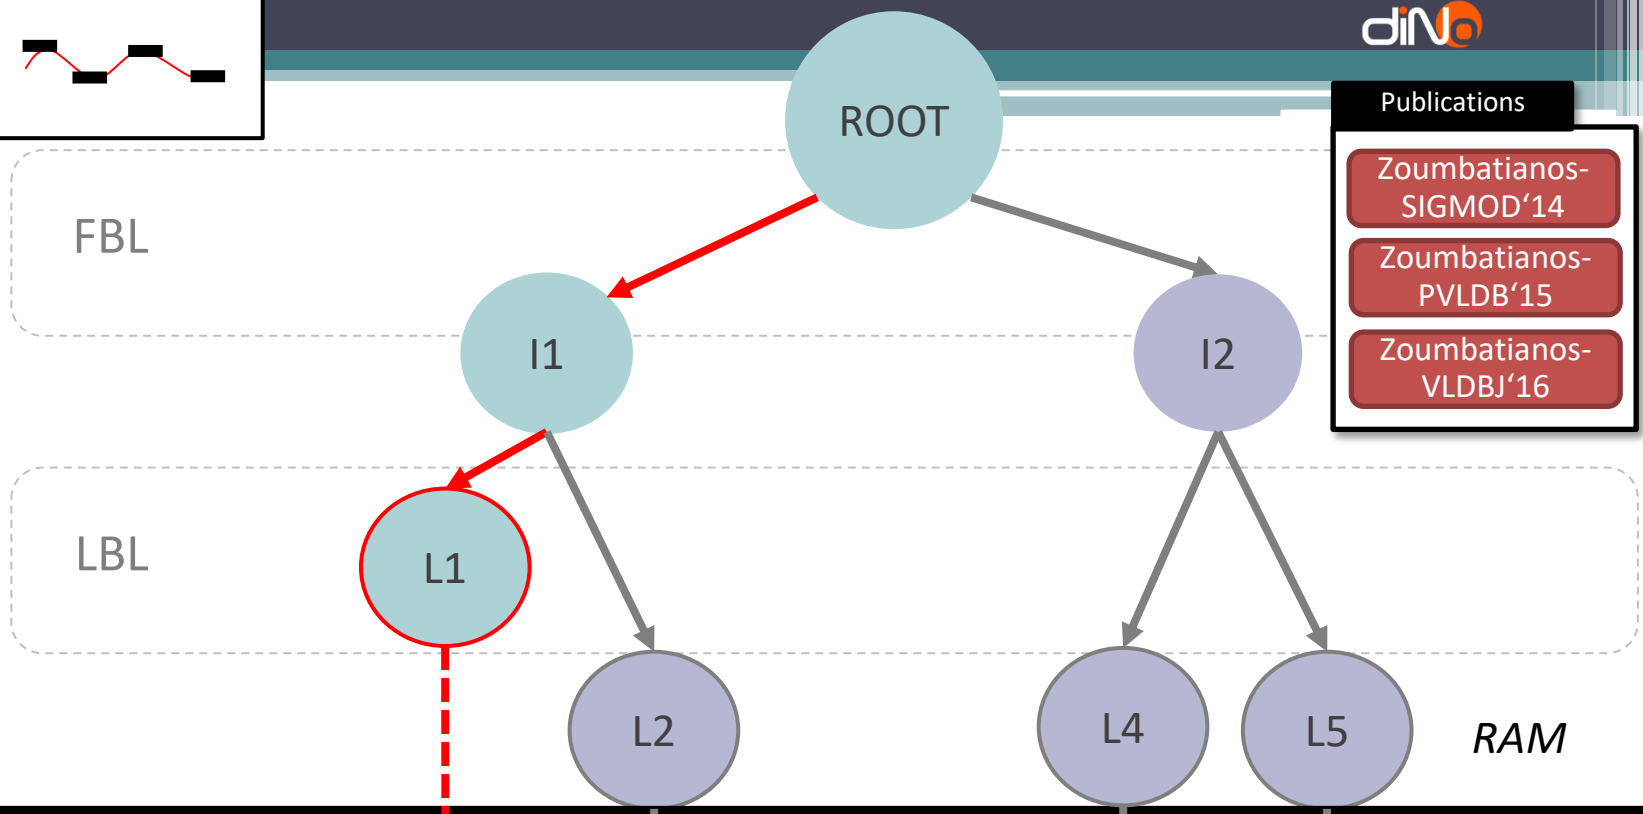 diNo
ROOT
Publications
Zoumbatianos-
SIGMOD‘14
FBL
Zoumbatianos-
PVLDB‘15
I1
I2
Zoumbatianos-
VLDBJ‘16
LBL
L1
L2
L4
L5
RAM